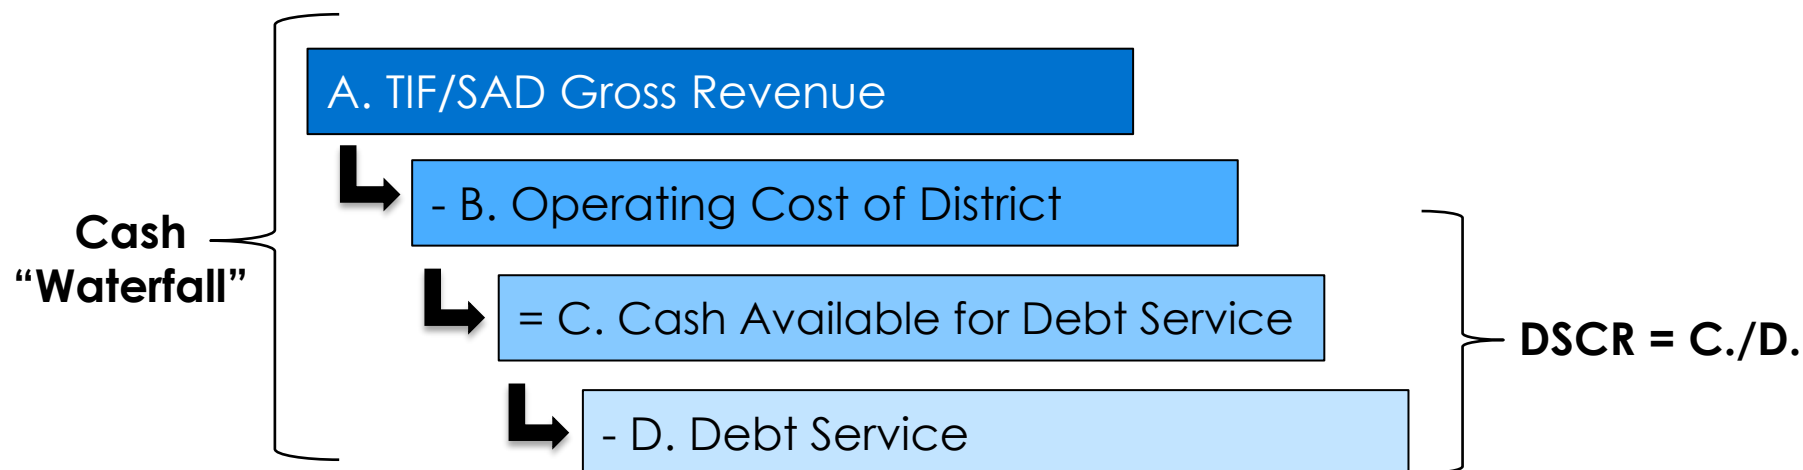 A. TIF/SAD Gross Revenue
- B. Operating Cost of District
Cash
“Waterfall”
= C. Cash Available for Debt Service
DSCR = C./D.
- D. Debt Service